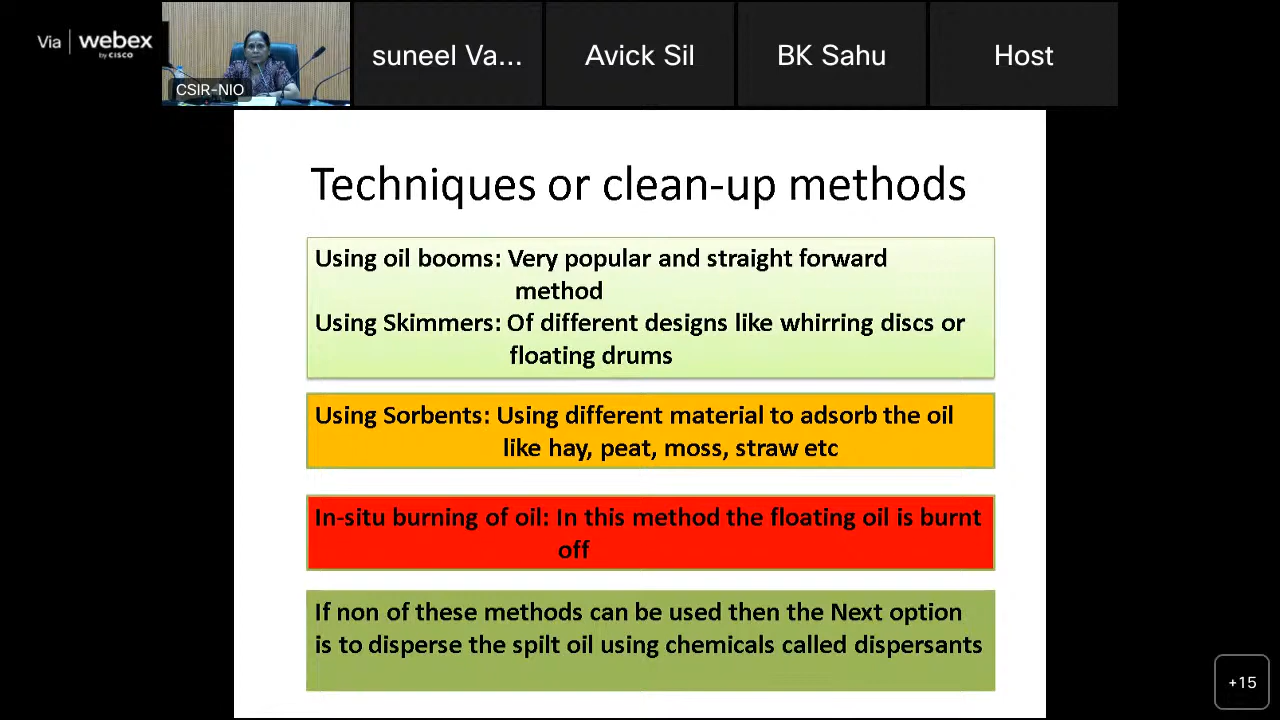 Via webex
by CISCO
CSIR-NIO
suneel Va...
Avick Sil
BK Sahu
Host
Techniques or clean-up methods
Using oil booms: Very popular and straight forward
method
Using Skimmers: Of different designs like whirring discs or
floating drums
Using Sorbents: Using different material to adsorb the oil
like hay, peat, moss, straw etc
In-situ burning of oil: In this method the floating oil is burnt
off
If non of these methods can be used then the Next option
is to disperse the spilt oil using chemicals called dispersants
+15